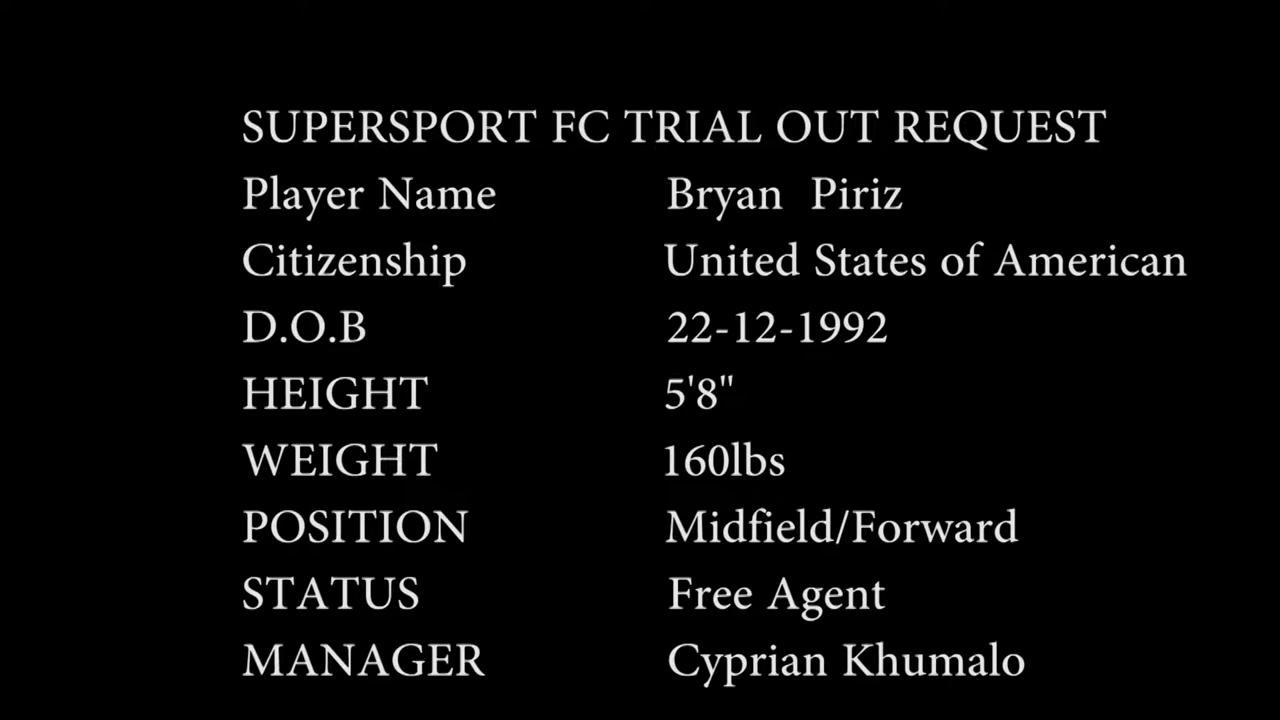 SUPERSPORT FC TRIAL OUT REQUEST
Player Name Bryan Piriz
Citizenship United States of American
D.O.B 22-12-1992
HEIGHT 5'8"
WEIGHT 160lbs
POSITION Midfield/Forward
STATUS Free Agent
MANAGER Cyprian Khumalo